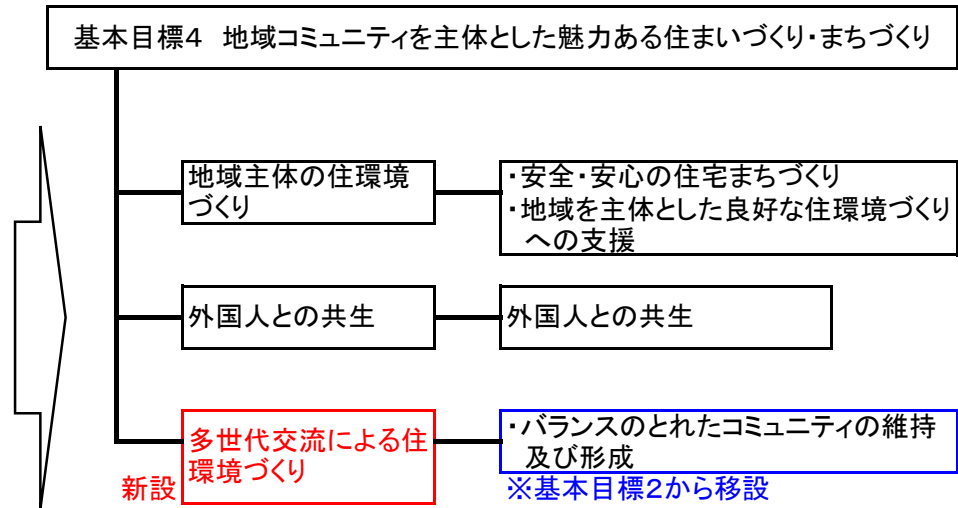 基本目標4　地域コミュニティを主体とした魅力ある住まいづくり・まちづくり
地域主体の住環境
づくり
・安全・安心の住宅まちづくり
・地域を主体とした良好な住環境づくり
への支援
外国人との共生
外国人との共生
多世代交流による住
環境づくり
新設
・バランスのとれたコミュニティの維持
及び形成
※基本目標2から移設